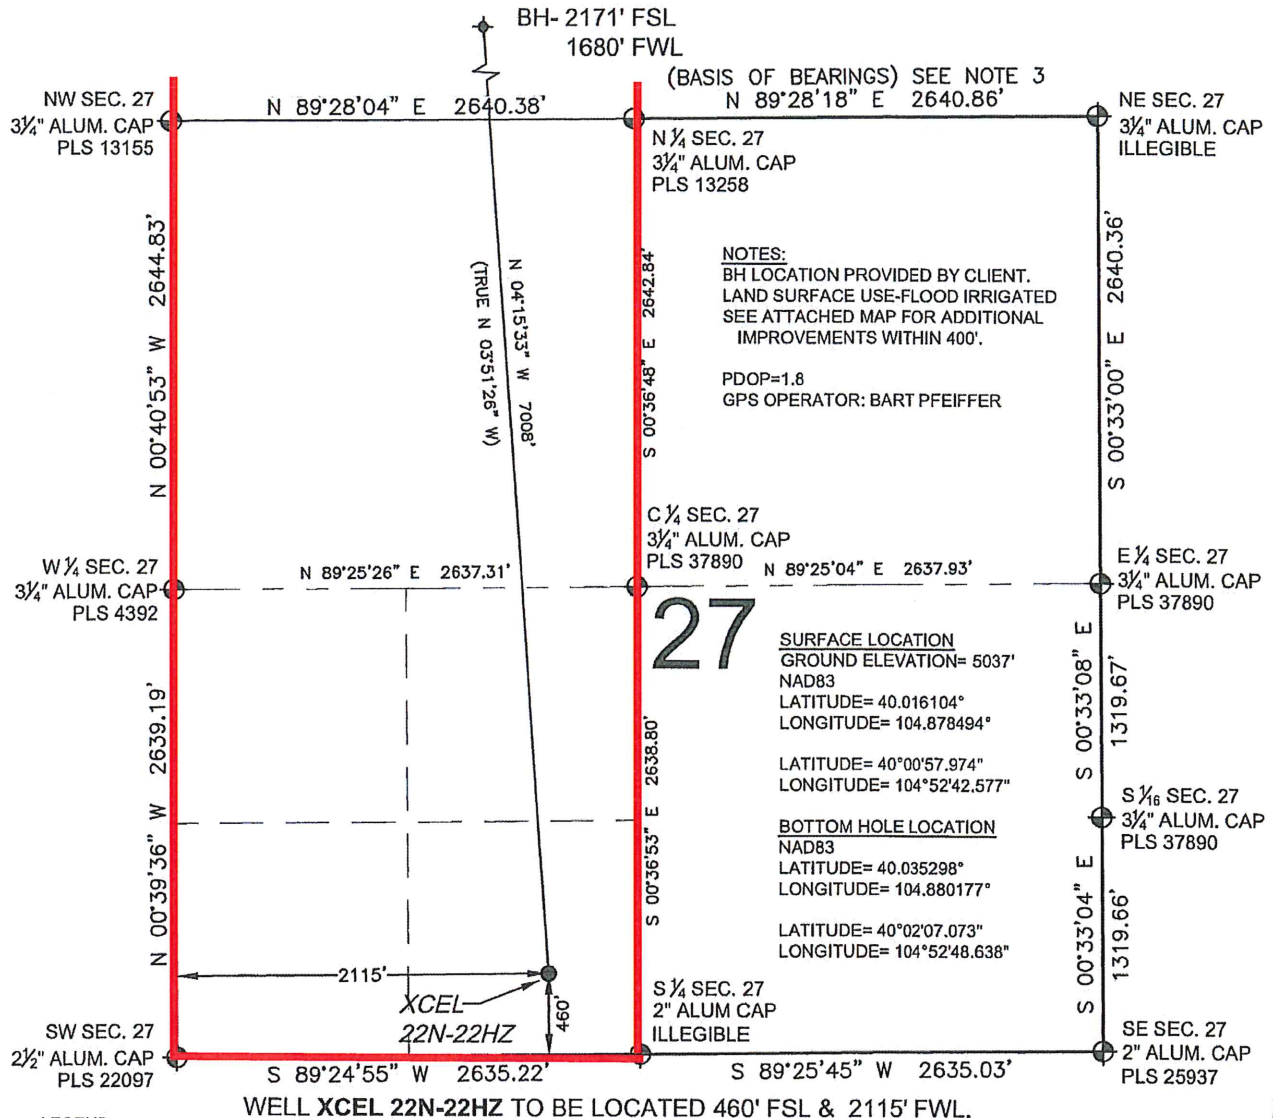 BH- 2171' FSL
1680' FWL
(BASIS OF BEARINGS) SEE NOTE 3
N 89°28'04" E 2640.38'
N 89°28'18" E 2640.86'
NW SEC. 27
3¼" ALUM. CAP
PLS 13155
N ¼ SEC. 27
3¼" ALUM. CAP
PLS 13258
NE SEC. 27
3¼" ALUM. CAP
ILLEGIBLE
N 00°40'53" W 2644.83'
N 04°15'33" W 7008'
(TRUE N 03°51'26" W)
S 00°36'48" E 2642.84'
NOTES:
BH LOCATION PROVIDED BY CLIENT.
LAND SURFACE USE-FLOOD IRRIGATED
SEE ATTACHED MAP FOR ADDITIONAL
IMPROVEMENTS WITHIN 400'.
PDOP=1.8
GPS OPERATOR: BART PFEIFFER
S 00°33'00" E 2640.36'
W ¼ SEC. 27
3¼" ALUM. CAP
PLS 4392
N 89°25'26" E 2637.31'
C ¼ SEC. 27
3¼" ALUM. CAP
PLS 37890
N 89°25'04" E 2637.93'
E ¼ SEC. 27
3¼" ALUM. CAP
PLS 37890
27
SURFACE LOCATION
GROUND ELEVATION= 5037'
NAD83
LATITUDE= 40.016104°
LONGITUDE= 104.878494°
LATITUDE= 40°00'57.974"
LONGITUDE= 104°52'42.577"
BOTTOM HOLE LOCATION
NAD83
LATITUDE= 40.035298°
LONGITUDE= 104.880177°
LATITUDE= 40°02'07.073"
LONGITUDE= 104°52'48.638"
N 00°39'36" W 2639.19'
S 00°36'53" E 2638.80'
S 00°33'08" E
1319.67'
S 1⁄16 SEC. 27
3¼" ALUM. CAP
PLS 37890
S 00°33'04" E
1319.66'
2115'
460'
XCEL
22N-22HZ
SW SEC. 27
2½" ALUM. CAP
PLS 22097
S ¼ SEC. 27
2" ALUM CAP
ILLEGIBLE
SE SEC. 27
2" ALUM. CAP
PLS 25937
S 89°24'55" W 2635.22'
S 89°25'45" W 2635.03'
WELL XCEL 22N-22HZ TO BE LOCATED 460' FSL & 2115' FWL.